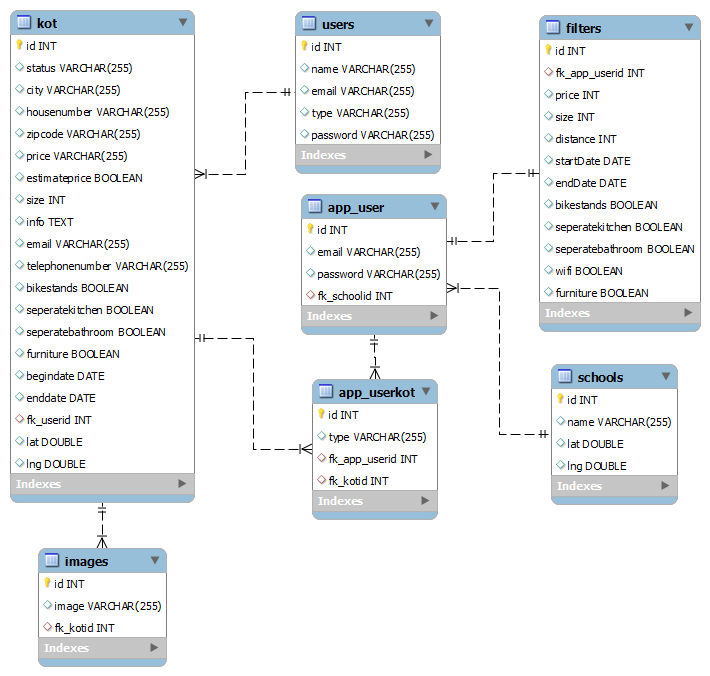 kot
id INT
status VARCHAR(255)
city VARCHAR(255)
housenumber VARCHAR(255)
zipcode VARCHAR(255)
price VARCHAR(255)
estimateprice BOOLEAN
size INT
info TEXT
email VARCHAR(255)
telephonenumber VARCHAR(255)
bikestands BOOLEAN
seperatekitchen BOOLEAN
seperatebathroom BOOLEAN
furniture BOOLEAN
begindate DATE
enddate DATE
fk_userid INT
lat DOUBLE
lng DOUBLE
Indexes
users
id INT
name VARCHAR(255)
email VARCHAR(255)
type VARCHAR(255)
password VARCHAR(255)
Indexes
filters
id INT
fk_app_userid INT
price INT
size INT
distance INT
startDate DATE
endDate DATE
bikestands BOOLEAN
seperatekitchen BOOLEAN
seperatebathroom BOOLEAN
wifi BOOLEAN
furniture BOOLEAN
Indexes
app_user
id INT
email VARCHAR(255)
password VARCHAR(255)
fk_schoolid INT
Indexes
app_userkot
id INT
type VARCHAR(255)
fk_app_userid INT
fk_kotid INT
Indexes
schools
id INT
name VARCHAR(255)
lat DOUBLE
lng DOUBLE
Indexes
images
id INT
image VARCHAR(255)
fk_kotid INT
Indexes